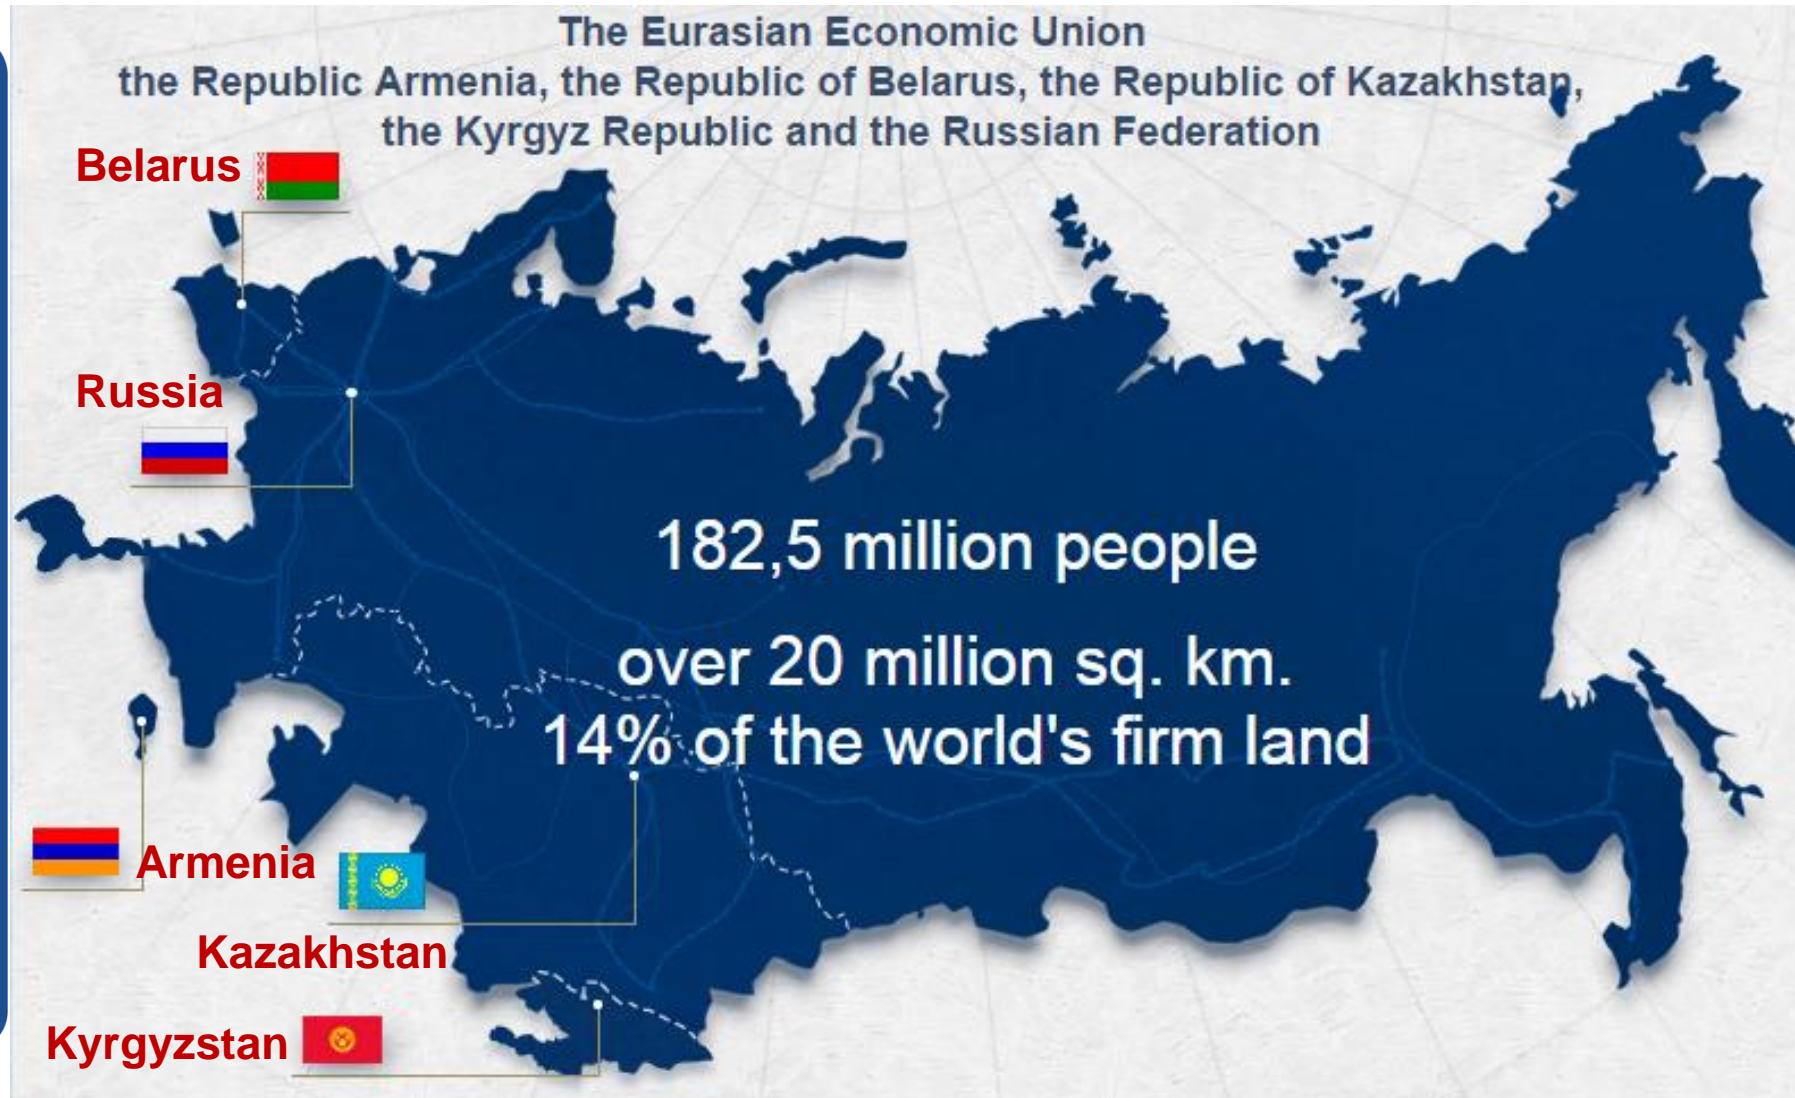 The Eurasian Economic Union
the Republic Armenia, the Republic of Belarus, the Republic of Kazakhstan,
the Kyrgyz Republic and the Russian Federation
Belarus
Russia
182,5 million people
over 20 million sq. km.
14% of the world's firm land
Armenia
Kazakhstan
Kyrgyzstan